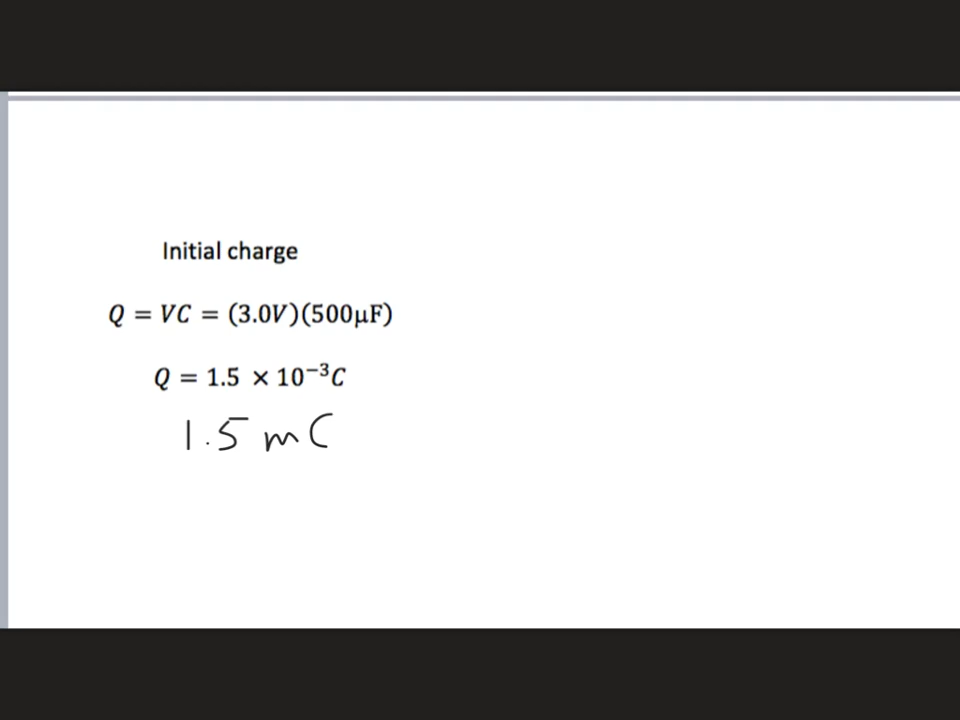 Initial charge
Q = VC = (3.0V)(500μF)
Q = 1.5 × 10⁻³C
1.5 mC